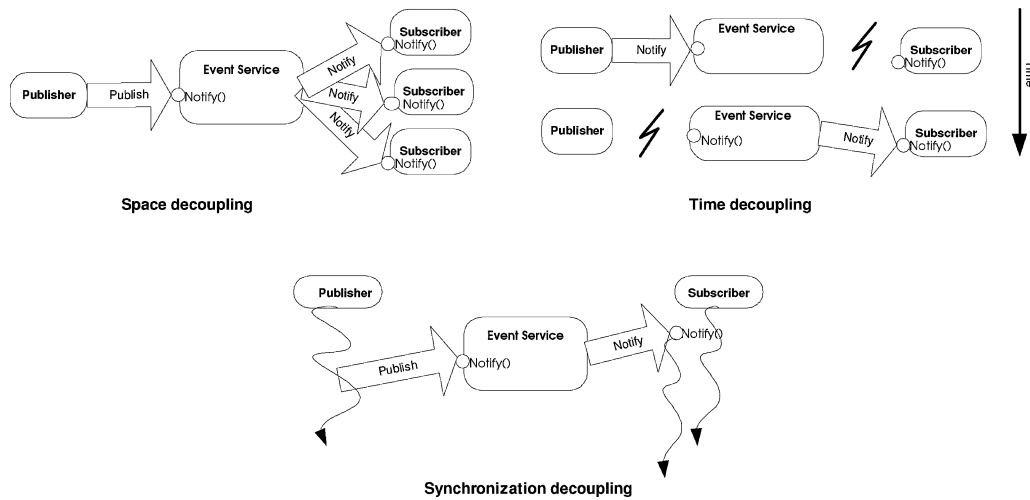 Publisher
Publish
Event Service
Notify()
Notify
Notify
Notify
Subscriber
Notify()
Subscriber
Notify()
Subscriber
Notify()
Space decoupling
Publisher
Notify
Event Service
Subscriber
Notify()
Publisher
Event Service
Notify()
Notify
Subscriber
Notify()
Time
Time decoupling
Publisher
Publish
Event Service
Notify()
Notify
Subscriber
Notify()
Synchronization decoupling